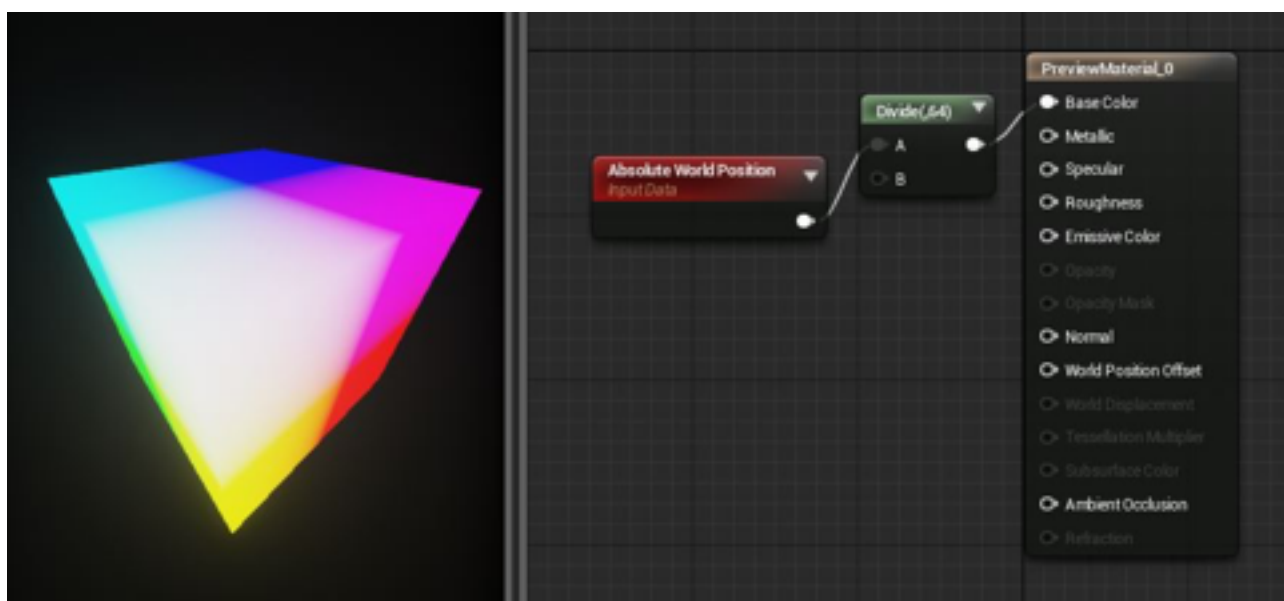 PreviewMaterial_0
Divide(,64)
Base Color
A
Metallic
Absolute World Position
Input Data
B
Specular
Roughness
Emissive Color
Opacity
Opacity Mask
Normal
World Position Offset
World Displacement
Tessellation Multiplier
Subsurface Color
Ambient Occlusion
Refraction